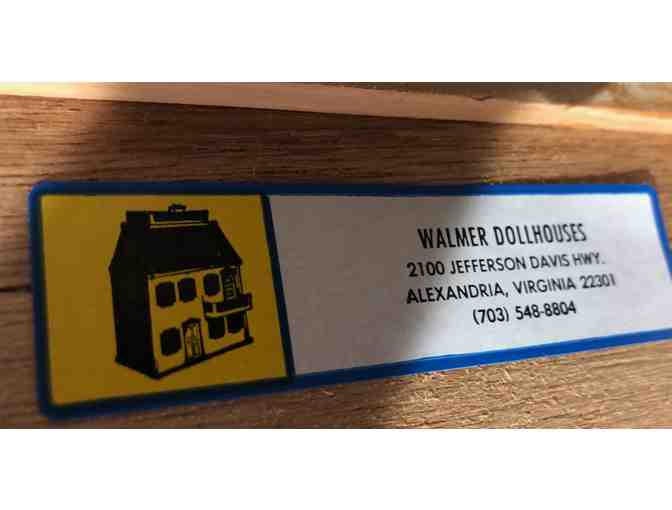 WALMER DOLLHOUSES
2100 JEFFERSON DAVIS HWY.
ALEXANDRIA, VIRGINIA 22301
(703) 548-8804